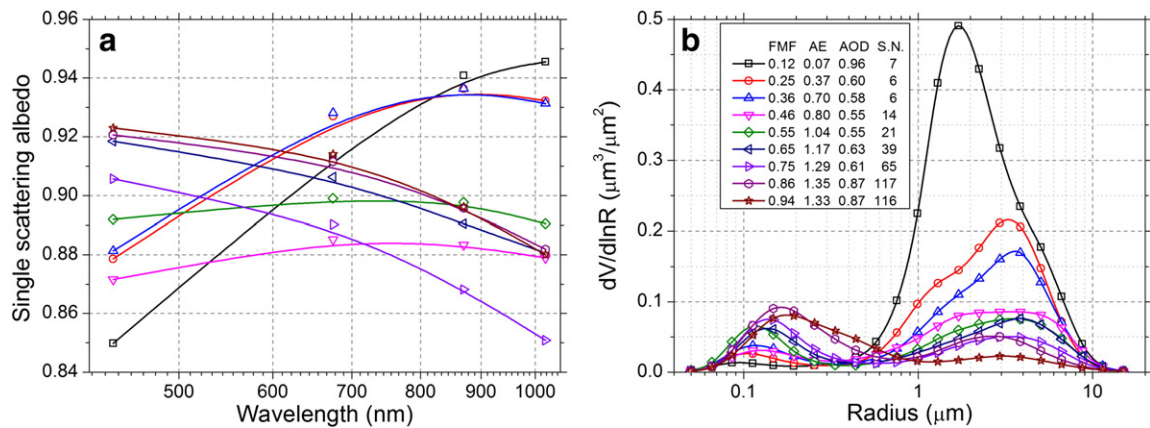 a
0.96
0.94
0.92
0.90
0.88
0.86
0.84
Single scattering albedo
500 600 700 800 900 1000
Wavelength (nm)
b
0.5
0.4
0.3
0.2
0.1
0.0
dV/dlnR (μm³/μm²)
FMF AE AOD S.N.
0.12 0.07 0.96 7
0.25 0.37 0.60 6
0.36 0.70 0.58 6
0.46 0.80 0.55 14
0.55 1.04 0.55 21
0.65 1.17 0.63 39
0.75 1.29 0.61 65
0.86 1.35 0.87 117
0.94 1.33 0.87 116
0.1 1 10
Radius (μm)